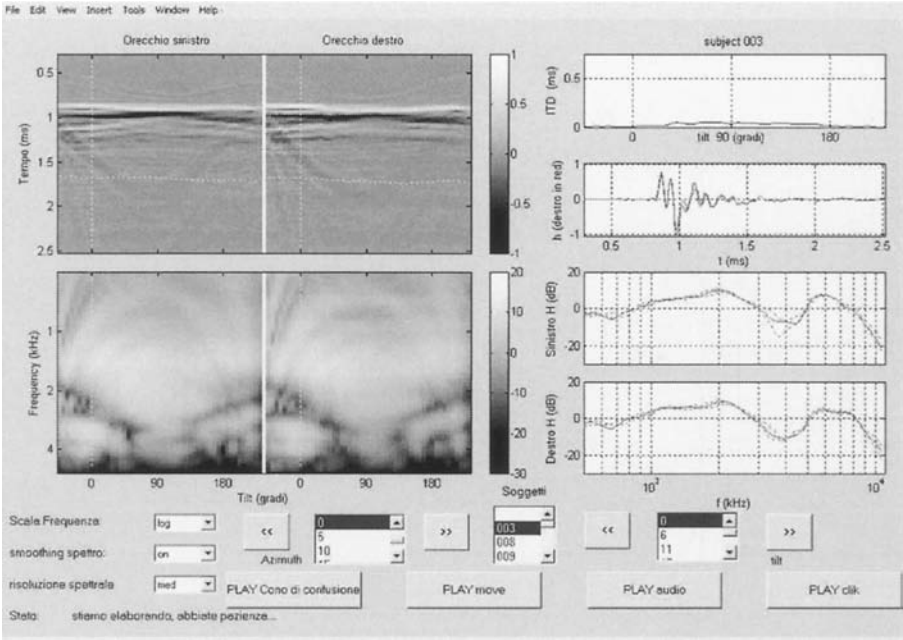 File Edit View Insert Tools Window Help
Orecchio sinistro Orecchio destro subject 003
0.5
1
1.5
2
2.5
Tempo (ms)
1
0.5
0
-0.5
-1
ITD (ms)
0.5
0
0 tilt 90 (gradi) 180
h (destro in red)
1
0
-1
0.5 1 1.5 2 2.5
t (ms)
Frequency (kHz)
1
2
4
0 90 180 0 90 180
Tilt (gradi)
20
10
0
-10
-20
-30
Sinistro H (dB)
20
0
-20
Destro H (dB)
20
0
-20
10² 10⁴
f (kHz)
Soggetti
Scala Frequenza: log
smoothing spettro: on
risoluzione spettrale med
<< 0 5 10 >>
Azimuth
003
008
009
<< 0 6 11 >>
tilt
PLAY Cono di confusione PLAY move PLAY audio PLAY clik
Stato: stiamo elaborando, abbiate pazienza...